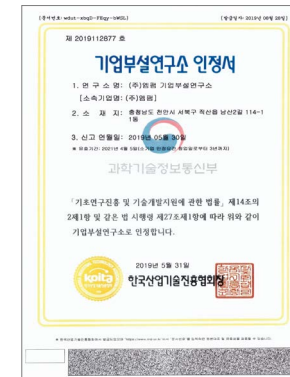 제 2019112877 호
기업부설연구소 인정서
1. 연 구 소 명: (주)엠펌 기업부설연구소
[소속기업명: (주)엠펌]
2. 소 재 지: 충청남도 천안시 서북구 직산읍 남산2길 114-1
1동
3. 신고 연월일: 2019년 05월 30일
과학기술정보통신부
「기초연구진흥 및 기술개발지원에 관한 법률」 제14조의
2제1항 및 같은 법 시행령 제27조제1항에 따라 위와 같이
기업부설연구소로 인정합니다.
2019년 5월 31일
kpita
한국산업기술진흥협회장